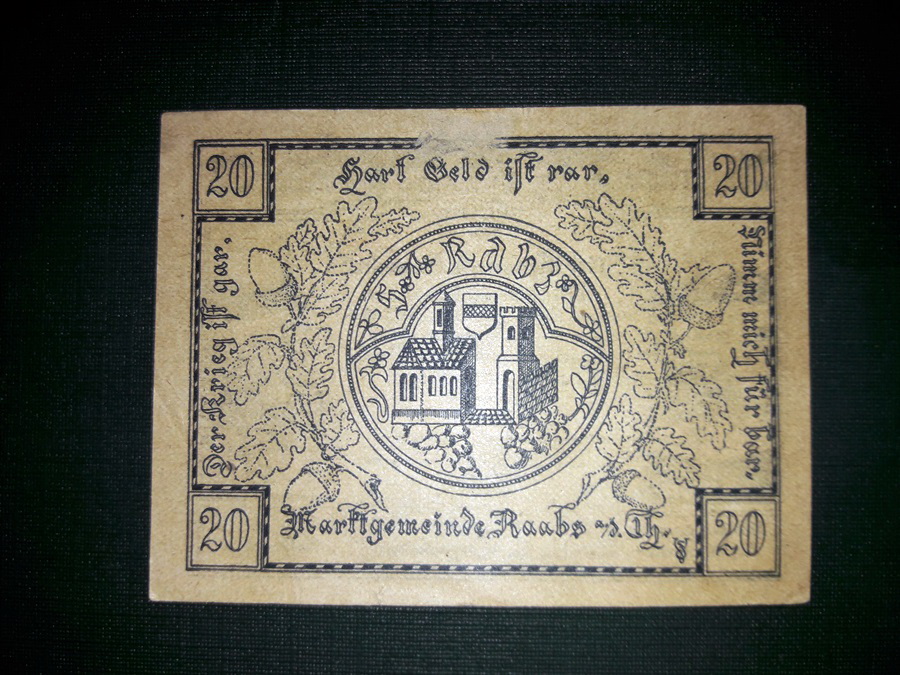 20
20
Hart Geld ist rar,
Nimm mich für bar.
Der Krieg ist gar,
Rabz
Marktgemeinde Raabs a/d. Th.
20
20